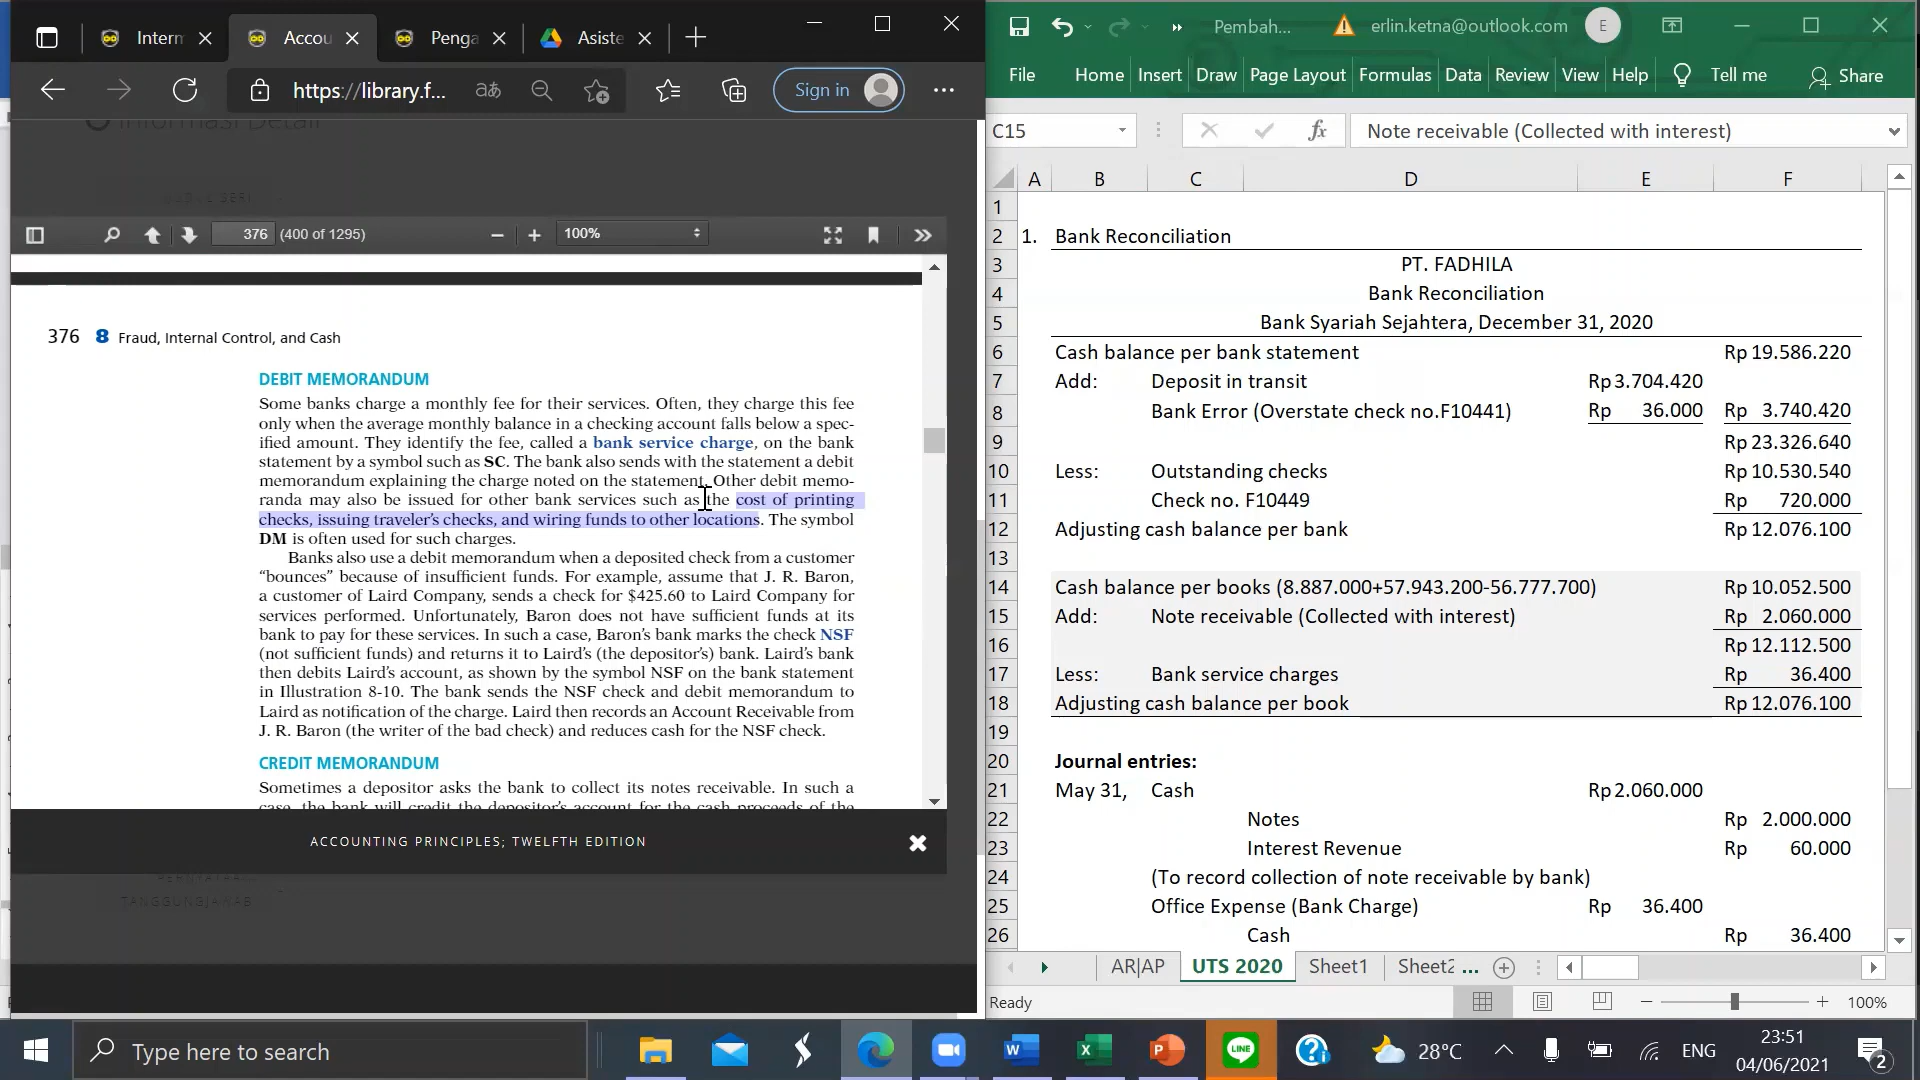 Intern
Accou
Penga
Asiste
https://library.f...
Sign in
Informasi Detail
JUDUL SERI
376
(400 of 1295)
100%
376 8 Fraud, Internal Control, and Cash
DEBIT MEMORANDUM
Some banks charge a monthly fee for their services. Often, they charge this fee
only when the average monthly balance in a checking account falls below a spec-
ified amount. They identify the fee, called a bank service charge, on the bank
statement by a symbol such as SC. The bank also sends with the statement a debit
memorandum explaining the charge noted on the statement. Other debit memo-
randa may also be issued for other bank services such as the cost of printing
checks, issuing traveler's checks, and wiring funds to other locations. The symbol
DM is often used for such charges.
Banks also use a debit memorandum when a deposited check from a customer
“bounces” because of insufficient funds. For example, assume that J. R. Baron,
a customer of Laird Company, sends a check for $425.60 to Laird Company for
services performed. Unfortunately, Baron does not have sufficient funds at its
bank to pay for these services. In such a case, Baron's bank marks the check NSF
(not sufficient funds) and returns it to Laird's (the depositor's) bank. Laird's bank
then debits Laird's account, as shown by the symbol NSF on the bank statement
in Illustration 8-10. The bank sends the NSF check and debit memorandum to
Laird as notification of the charge. Laird then records an Account Receivable from
J. R. Baron (the writer of the bad check) and reduces cash for the NSF check.
CREDIT MEMORANDUM
Sometimes a depositor asks the bank to collect its notes receivable. In such a
case, the bank will credit the depositor's account for the cash proceeds of the
ACCOUNTING PRINCIPLES; TWELFTH EDITION
PERNYATAAN
TANGGUNGJAWAB
Pembah...
erlin.ketna@outlook.com
E
File Home Insert Draw Page Layout Formulas Data Review View Help Tell me Share
C15
fx
Note receivable (Collected with interest)
A B C D E F
1
2 1. Bank Reconciliation
3 PT. FADHILA
4 Bank Reconciliation
5 Bank Syariah Sejahtera, December 31, 2020
6 Cash balance per bank statement Rp 19.586.220
7 Add: Deposit in transit Rp 3.704.420
8 Bank Error (Overstate check no.F10441) Rp 36.000 Rp 3.740.420
9 Rp 23.326.640
10 Less: Outstanding checks Rp 10.530.540
11 Check no. F10449 Rp 720.000
12 Adjusting cash balance per bank Rp 12.076.100
13
14 Cash balance per books (8.887.000+57.943.200-56.777.700) Rp 10.052.500
15 Add: Note receivable (Collected with interest) Rp 2.060.000
16 Rp 12.112.500
17 Less: Bank service charges Rp 36.400
18 Adjusting cash balance per book Rp 12.076.100
19
20 Journal entries:
21 May 31, Cash Rp 2.060.000
22 Notes Rp 2.000.000
23 Interest Revenue Rp 60.000
24 (To record collection of note receivable by bank)
25 Office Expense (Bank Charge) Rp 36.400
26 Cash Rp 36.400
AR|AP UTS 2020 Sheet1 Sheet2 ...
Ready
100%
Type here to search
LINE
28°C
ENG
23:51
04/06/2021
2